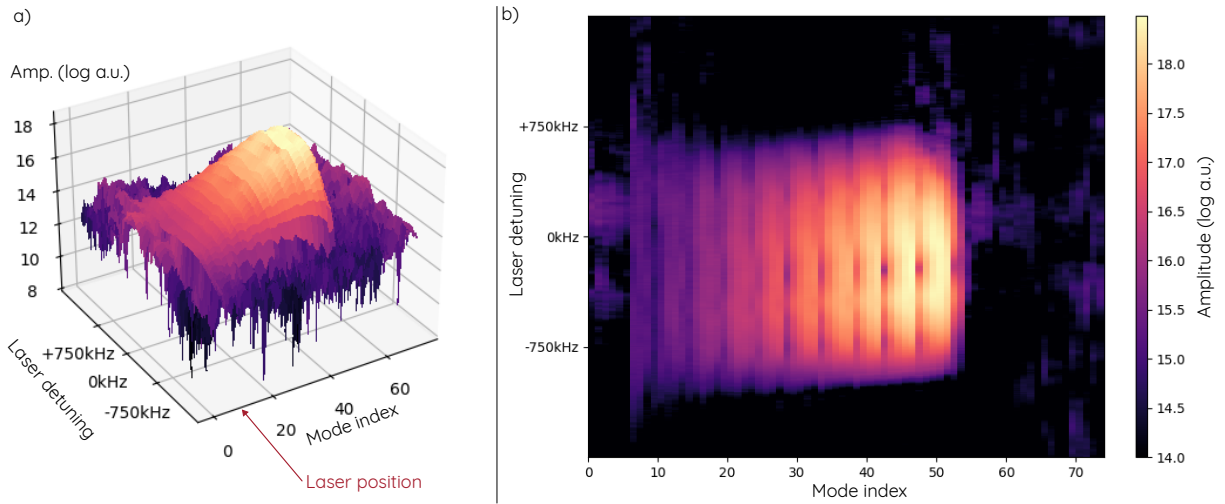 a)
Amp. (log a.u.)
18
16
14
12
10
8
+750kHz
0kHz
-750kHz
Laser detuning
0
20
40
60
Mode index
Laser position
b)
+750kHz
0kHz
-750kHz
Laser detuning
0
10
20
30
40
50
60
70
Mode index
18.0
17.5
17.0
16.5
16.0
15.5
15.0
14.5
14.0
Amplitude (log a.u.)